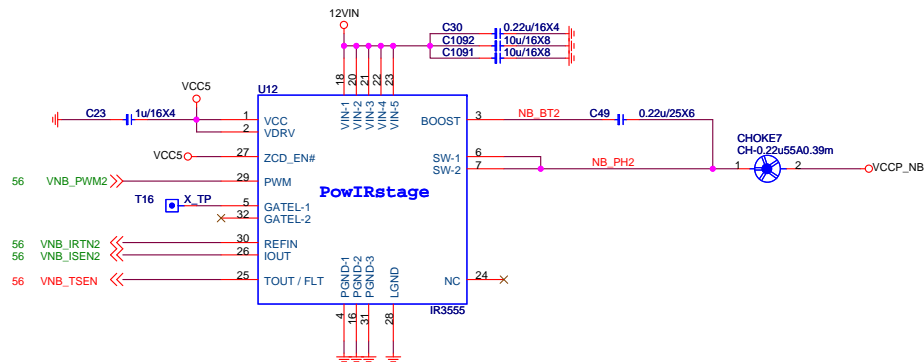 12VIN
C30 0.22u/16X4
C1092 10u/16X8
C1091 10u/16X8
18 20 21 22 23
U12
VCC5
C23 1u/16X4
1 VCC
2 VDRV
VIN-1 VIN-2 VIN-3 VIN-4 VIN-5
BOOST 3 NB_BT2 C49 0.22u/25X6
VCC5 27 ZCD_EN#
SW-1 6
SW-2 7 NB_PH2
CHOKE7
CH-0.22u55A0.39m
1 2 VCCP_NB
56 VNB_PWM2 29 PWM
PowIRstage
T16 X_TP 5 GATEL-1
32 GATEL-2
56 VNB_IRTN2 30 REFIN
56 VNB_ISEN2 26 IOUT
56 VNB_TSEN 25 TOUT / FLT
NC 24
PGND-1 PGND-2 PGND-3 LGND
IR3555
4 16 31 28